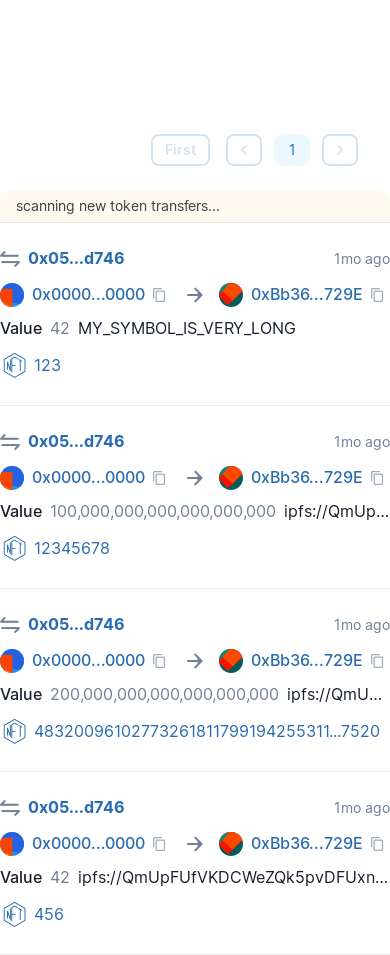 First 1
scanning new token transfers...
0x05...d746 1mo ago
0x0000...0000 0xBb36...729E
Value 42 MY_SYMBOL_IS_VERY_LONG
NFT 123
0x05...d746 1mo ago
0x0000...0000 0xBb36...729E
Value 100,000,000,000,000,000,000 ipfs://QmUp...
NFT 12345678
0x05...d746 1mo ago
0x0000...0000 0xBb36...729E
Value 200,000,000,000,000,000,000 ipfs://QmU...
NFT 48320096102773261811799194255311...7520
0x05...d746 1mo ago
0x0000...0000 0xBb36...729E
Value 42 ipfs://QmUpFUfVKDCWeZQk5pvDFUxn...
NFT 456